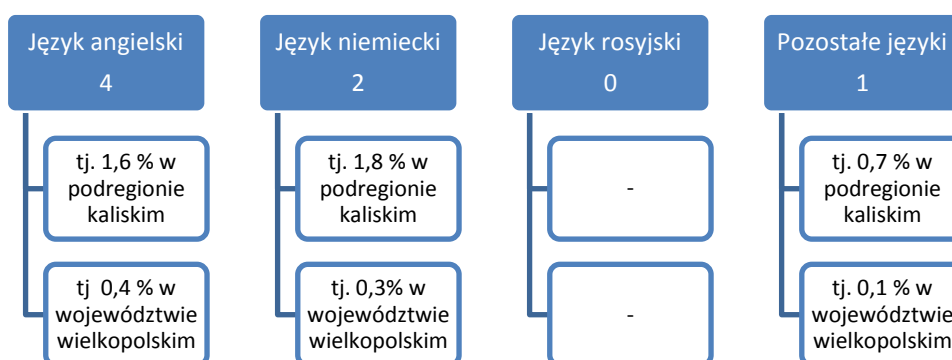 Język angielski
4
tj. 1,6 % w
podregionie
kaliskim
tj 0,4 % w
województwie
wielkopolskim
Język niemiecki
2
tj. 1,8 % w
podregionie
kaliskim
tj. 0,3% w
województwie
wielkopolskim
Język rosyjski
0
-
-
Pozostałe języki
1
tj. 0,7 % w
podregionie
kaliskim
tj. 0,1 % w
województwie
wielkopolskim